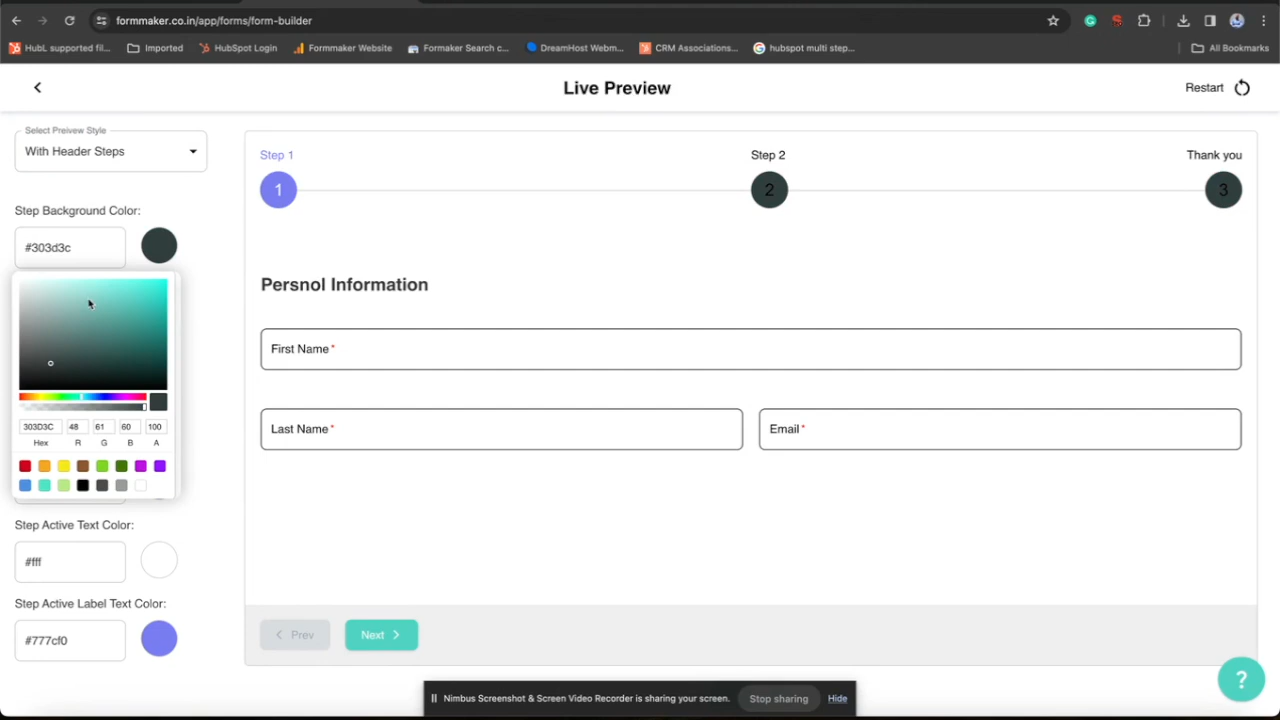 formmaker.co.in/app/forms/form-builder
HubL supported fil...
Imported
HubSpot Login
Formmaker Website
Formaker Search c...
DreamHost Webm...
CRM Associations...
hubspot multi step...
All Bookmarks
Live Preview
Restart
Select Preivew Style
With Header Steps
Step 1
Step 2
Thank you
1
2
3
Step Background Color:
#303d3c
Persnol Information
First Name*
Last Name*
Email*
303D3C
48
61
60
100
Hex
R
G
B
A
Step Active Text Color:
#fff
Step Active Label Text Color:
#777cf0
Prev
Next
?
Nimbus Screenshot & Screen Video Recorder is sharing your screen.
Stop sharing
Hide